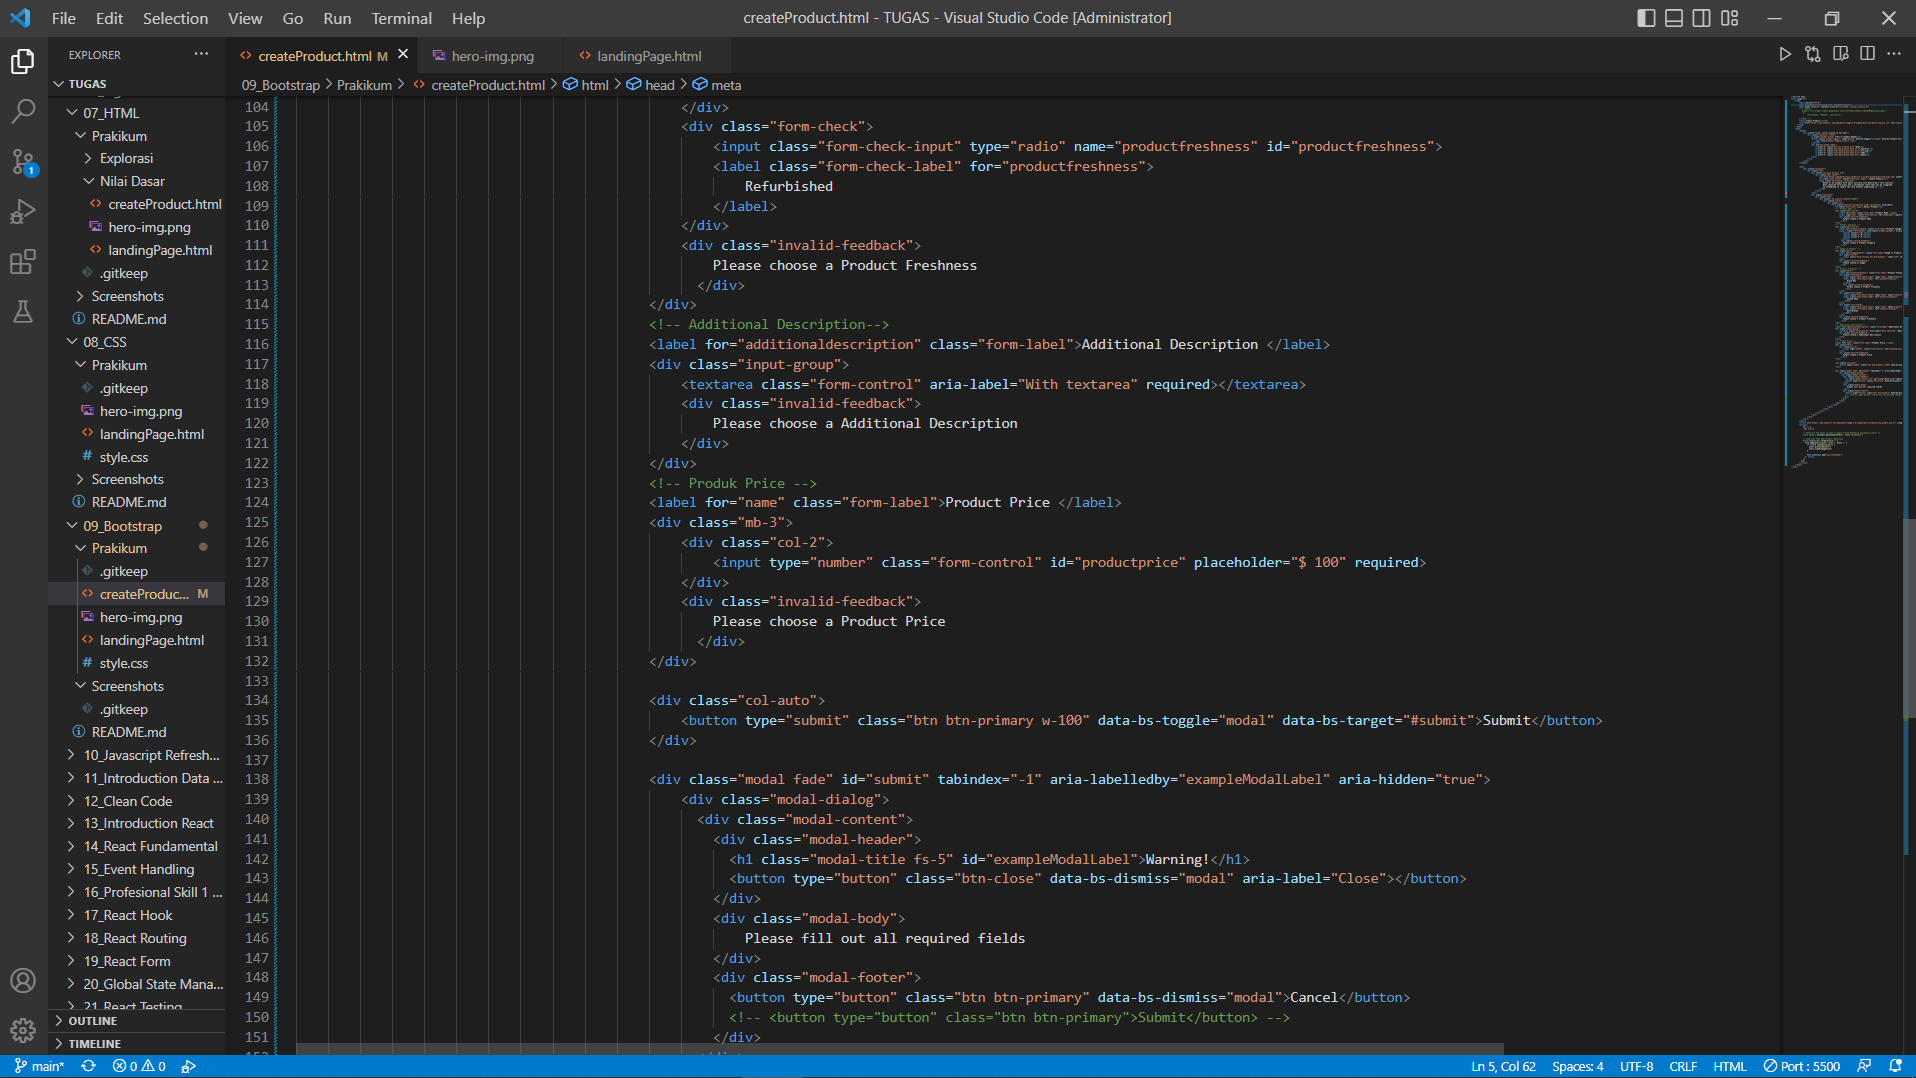 File Edit Selection View Go Run Terminal Help
createProduct.html - TUGAS - Visual Studio Code [Administrator]
EXPLORER
createProduct.html M
hero-img.png
landingPage.html
TUGAS
09_Bootstrap > Prakikum > createProduct.html > html > head > meta
07_HTML
Prakikum
Explorasi
Nilai Dasar
createProduct.html
hero-img.png
landingPage.html
.gitkeep
Screenshots
README.md
08_CSS
Prakikum
.gitkeep
hero-img.png
landingPage.html
style.css
Screenshots
README.md
09_Bootstrap
Prakikum
.gitkeep
createProduc... M
hero-img.png
landingPage.html
style.css
Screenshots
.gitkeep
README.md
10_Javascript Refresh...
11_Introduction Data ...
12_Clean Code
13_Introduction React
14_React Fundamental
15_Event Handling
16_Profesional Skill 1 ...
17_React Hook
18_React Routing
19_React Form
20_Global State Mana...
21_React Testing
OUTLINE
TIMELINE
1
104 </div>
105 <div class="form-check">
106 <input class="form-check-input" type="radio" name="productfreshness" id="productfreshness">
107 <label class="form-check-label" for="productfreshness">
108 Refurbished
109 </label>
110 </div>
111 <div class="invalid-feedback">
112 Please choose a Product Freshness
113 </div>
114 </div>
115 <!-- Additional Description-->
116 <label for="additionaldescription" class="form-label">Additional Description </label>
117 <div class="input-group">
118 <textarea class="form-control" aria-label="With textarea" required></textarea>
119 <div class="invalid-feedback">
120 Please choose a Additional Description
121 </div>
122 </div>
123 <!-- Produk Price -->
124 <label for="name" class="form-label">Product Price </label>
125 <div class="mb-3">
126 <div class="col-2">
127 <input type="number" class="form-control" id="productprice" placeholder="$ 100" required>
128 </div>
129 <div class="invalid-feedback">
130 Please choose a Product Price
131 </div>
132 </div>
133
134 <div class="col-auto">
135 <button type="submit" class="btn btn-primary w-100" data-bs-toggle="modal" data-bs-target="#submit">Submit</button>
136 </div>
137
138 <div class="modal fade" id="submit" tabindex="-1" aria-labelledby="exampleModalLabel" aria-hidden="true">
139 <div class="modal-dialog">
140 <div class="modal-content">
141 <div class="modal-header">
142 <h1 class="modal-title fs-5" id="exampleModalLabel">Warning!</h1>
143 <button type="button" class="btn-close" data-bs-dismiss="modal" aria-label="Close"></button>
144 </div>
145 <div class="modal-body">
146 Please fill out all required fields
147 </div>
148 <div class="modal-footer">
149 <button type="button" class="btn btn-primary" data-bs-dismiss="modal">Cancel</button>
150 <!-- <button type="button" class="btn btn-primary">Submit</button> -->
151 </div>
main* 0 0 Ln 5, Col 62 Spaces: 4 UTF-8 CRLF HTML Port : 5500